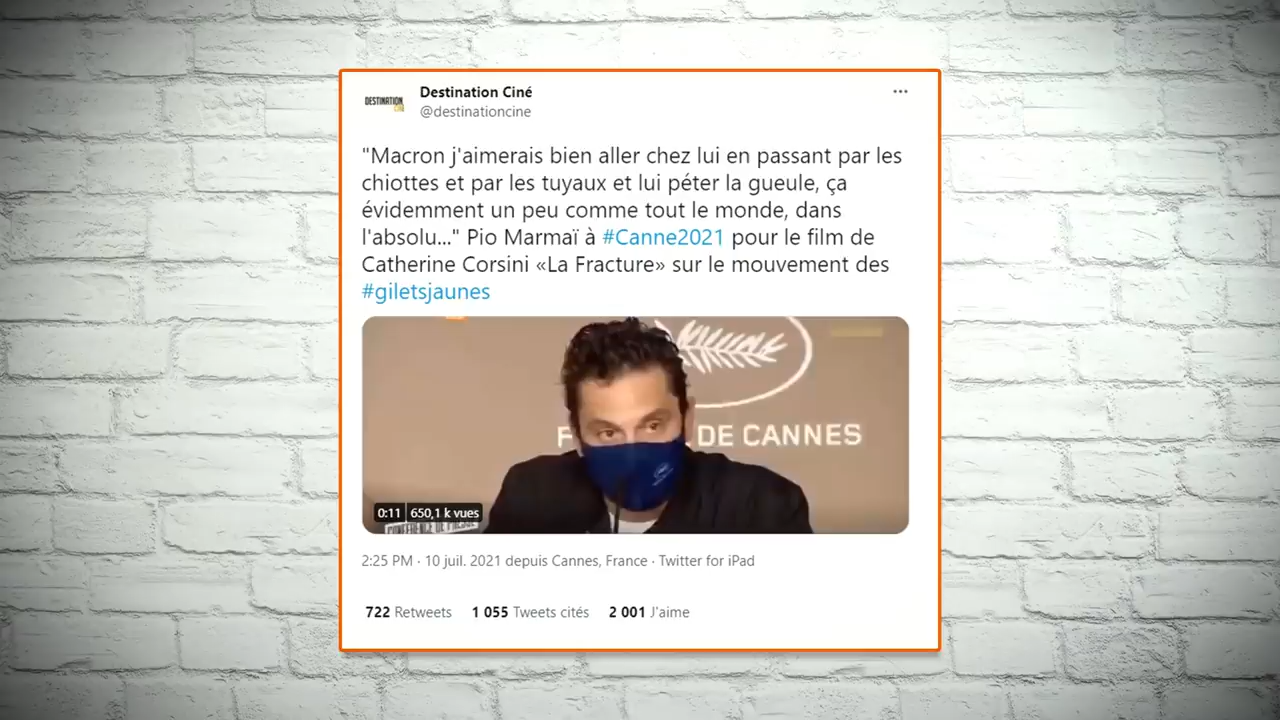 DESTINATION
Destination Ciné
@destinationcine
"Macron j'aimerais bien aller chez lui en passant par les
chiottes et par les tuyaux et lui péter la gueule, ça
évidemment un peu comme tout le monde, dans
l'absolu..." Pio Marmaï à #Canne2021 pour le film de
Catherine Corsini «La Fracture» sur le mouvement des
#giletsjaunes
DE CANNES
0:11 650,1 k vues
CONFÉRENCE DE PRESSE
2:25 PM · 10 juil. 2021 depuis Cannes, France · Twitter for iPad
722 Retweets 1 055 Tweets cités 2 001 J'aime